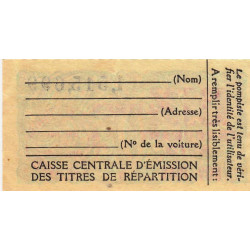 (Nom)
(Adresse)
(N° de la voiture)
CAISSE CENTRALE D'ÉMISSION
DES TITRES DE RÉPARTITION
Le pompiste est tenu de véri-
fier l'identité de l'utilisateur.
A remplir très lisiblement :